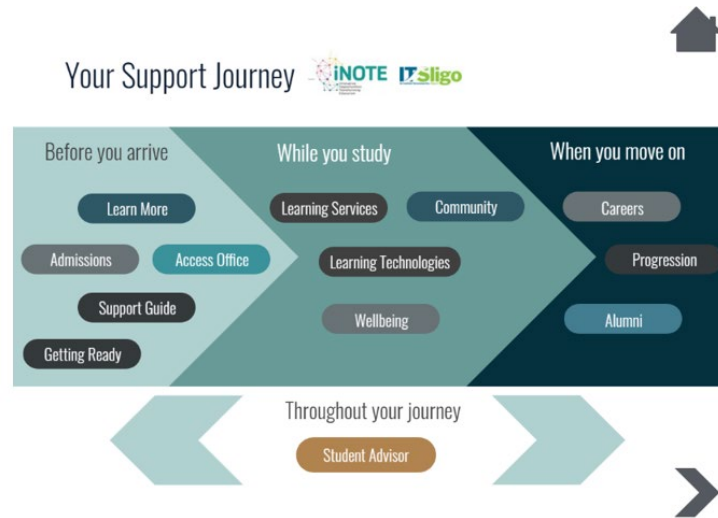 Your Support Journey
iNOTE
IT Sligo
Before you arrive
While you study
When you move on
Learn More
Learning Services
Community
Careers
Admissions
Access Office
Learning Technologies
Progression
Support Guide
Wellbeing
Alumni
Getting Ready
Throughout your journey
Student Advisor